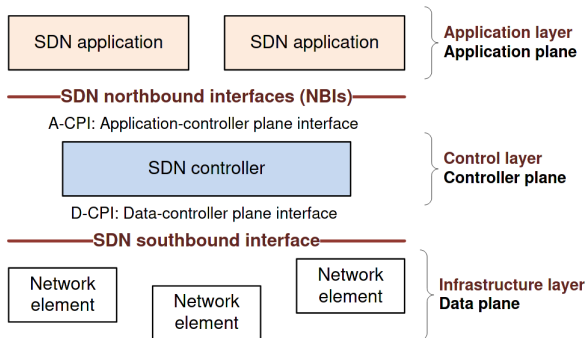 SDN application
SDN application
Application layer
Application plane
SDN northbound interfaces (NBIs)
A-CPI: Application-controller plane interface
SDN controller
Control layer
Controller plane
D-CPI: Data-controller plane interface
SDN southbound interface
Network
element
Network
element
Network
element
Infrastructure layer
Data plane